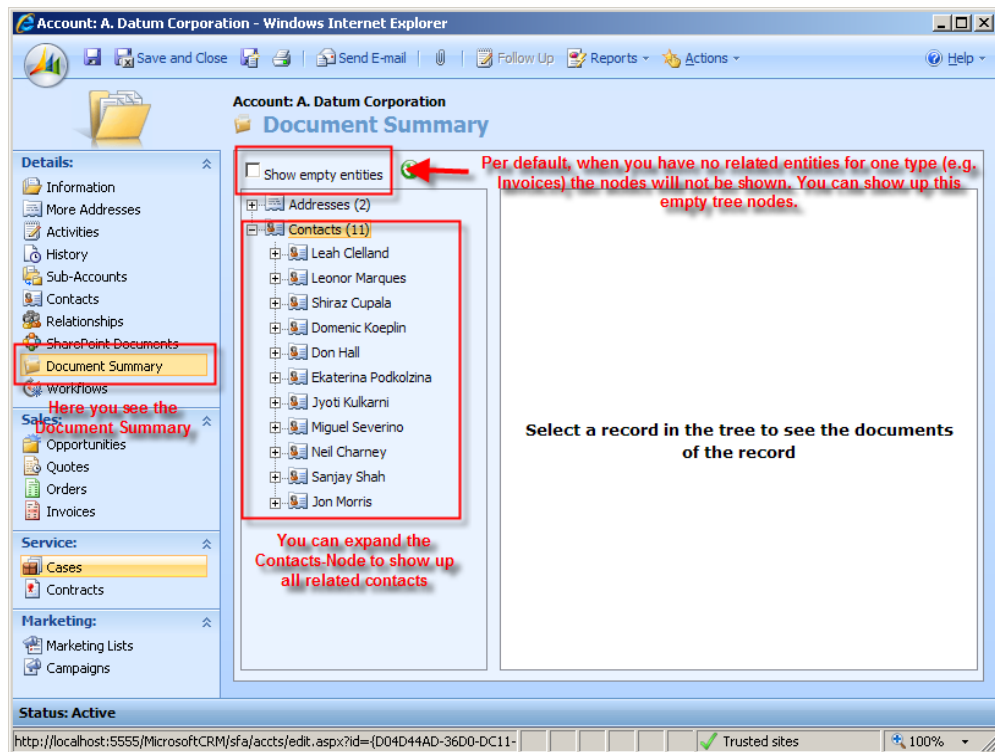 Account: A. Datum Corporation - Windows Internet Explorer
Save and Close
Send E-mail
Follow Up
Reports
Actions
Help
Account: A. Datum Corporation
Document Summary
Details:
Information
More Addresses
Activities
History
Sub-Accounts
Contacts
Relationships
SharePoint Documents
Document Summary
Workflows
Here you see the
Document Summary
Sales:
Opportunities
Quotes
Orders
Invoices
Service:
Cases
Contracts
Marketing:
Marketing Lists
Campaigns
Show empty entities
Per default, when you have no related entities for one type (e.g.
Invoices) the nodes will not be shown. You can show up this
empty tree nodes.
Addresses (2)
Contacts (11)
Leah Clelland
Leonor Marques
Shiraz Cupala
Domenic Koeplin
Don Hall
Ekaterina Podkolzina
Jyoti Kulkarni
Miguel Severino
Neil Charney
Sanjay Shah
Jon Morris
You can expand the
Contacts-Node to show up
all related contacts
Select a record in the tree to see the documents
of the record
Status: Active
http://localhost:5555/MicrosoftCRM/sfa/accts/edit.aspx?id={D04D44AD-36D0-DC11-
Trusted sites
100%